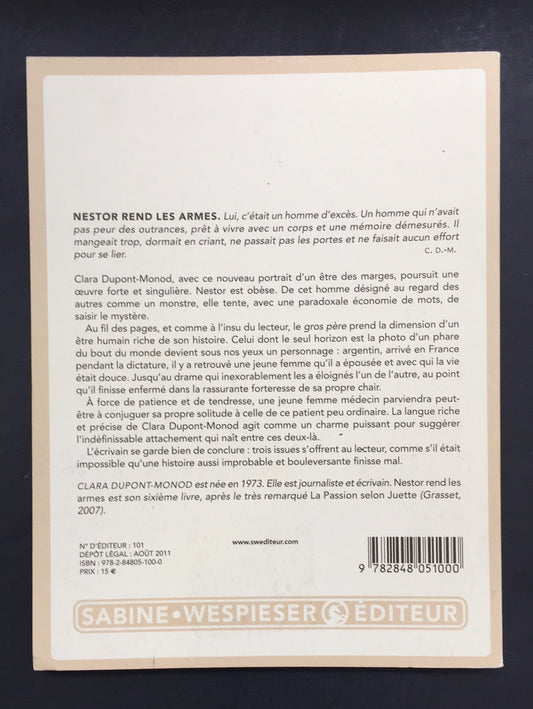 NESTOR REND LES ARMES. Lui, c'était un homme d'excès. Un homme qui n'avait
pas peur des outrances, prêt à vivre avec un corps et une mémoire démesurés. Il
mangeait trop, dormait en criant, ne passait pas les portes et ne faisait aucun effort
pour se lier.
C. D.-M.
Clara Dupont-Monod, avec ce nouveau portrait d'un être des marges, poursuit une
œuvre forte et singulière. Nestor est obèse. De cet homme désigné au regard des
autres comme un monstre, elle tente, avec une paradoxale économie de mots, de
saisir le mystère.
Au fil des pages, et comme à l'insu du lecteur, le gros père prend la dimension d'un
être humain riche de son histoire. Celui dont le seul horizon est la photo d'un phare
du bout du monde devient sous nos yeux un personnage : argentin, arrivé en France
pendant la dictature, il y a retrouvé une jeune femme qu'il a épousée et avec qui la vie
était douce. Jusqu'au drame qui inexorablement les a éloignés l'un de l'autre, au point
qu'il finisse enfermé dans la rassurante forteresse de sa propre chair.
À force de patience et de tendresse, une jeune femme médecin parviendra peut-
être à conjuguer sa propre solitude à celle de ce patient peu ordinaire. La langue riche
et précise de Clara Dupont-Monod agit comme un charme puissant pour suggérer
l'indéfinissable attachement qui naît entre ces deux-là.
L'écrivain se garde bien de conclure : trois issues s'offrent au lecteur, comme s'il était
impossible qu'une histoire aussi improbable et bouleversante finisse mal.
CLARA DUPONT-MONOD est née en 1973. Elle est journaliste et écrivain. Nestor rend les
armes est son sixième livre, après le très remarqué La Passion selon Juette (Grasset,
2007).
N° D'ÉDITEUR : 101
DÉPÔT LÉGAL : AOÛT 2011
ISBN : 978-2-84805-100-0
PRIX : 15 €
www.swediteur.com
9 782848 051000
SABINE • WESPIESER ÉDITEUR